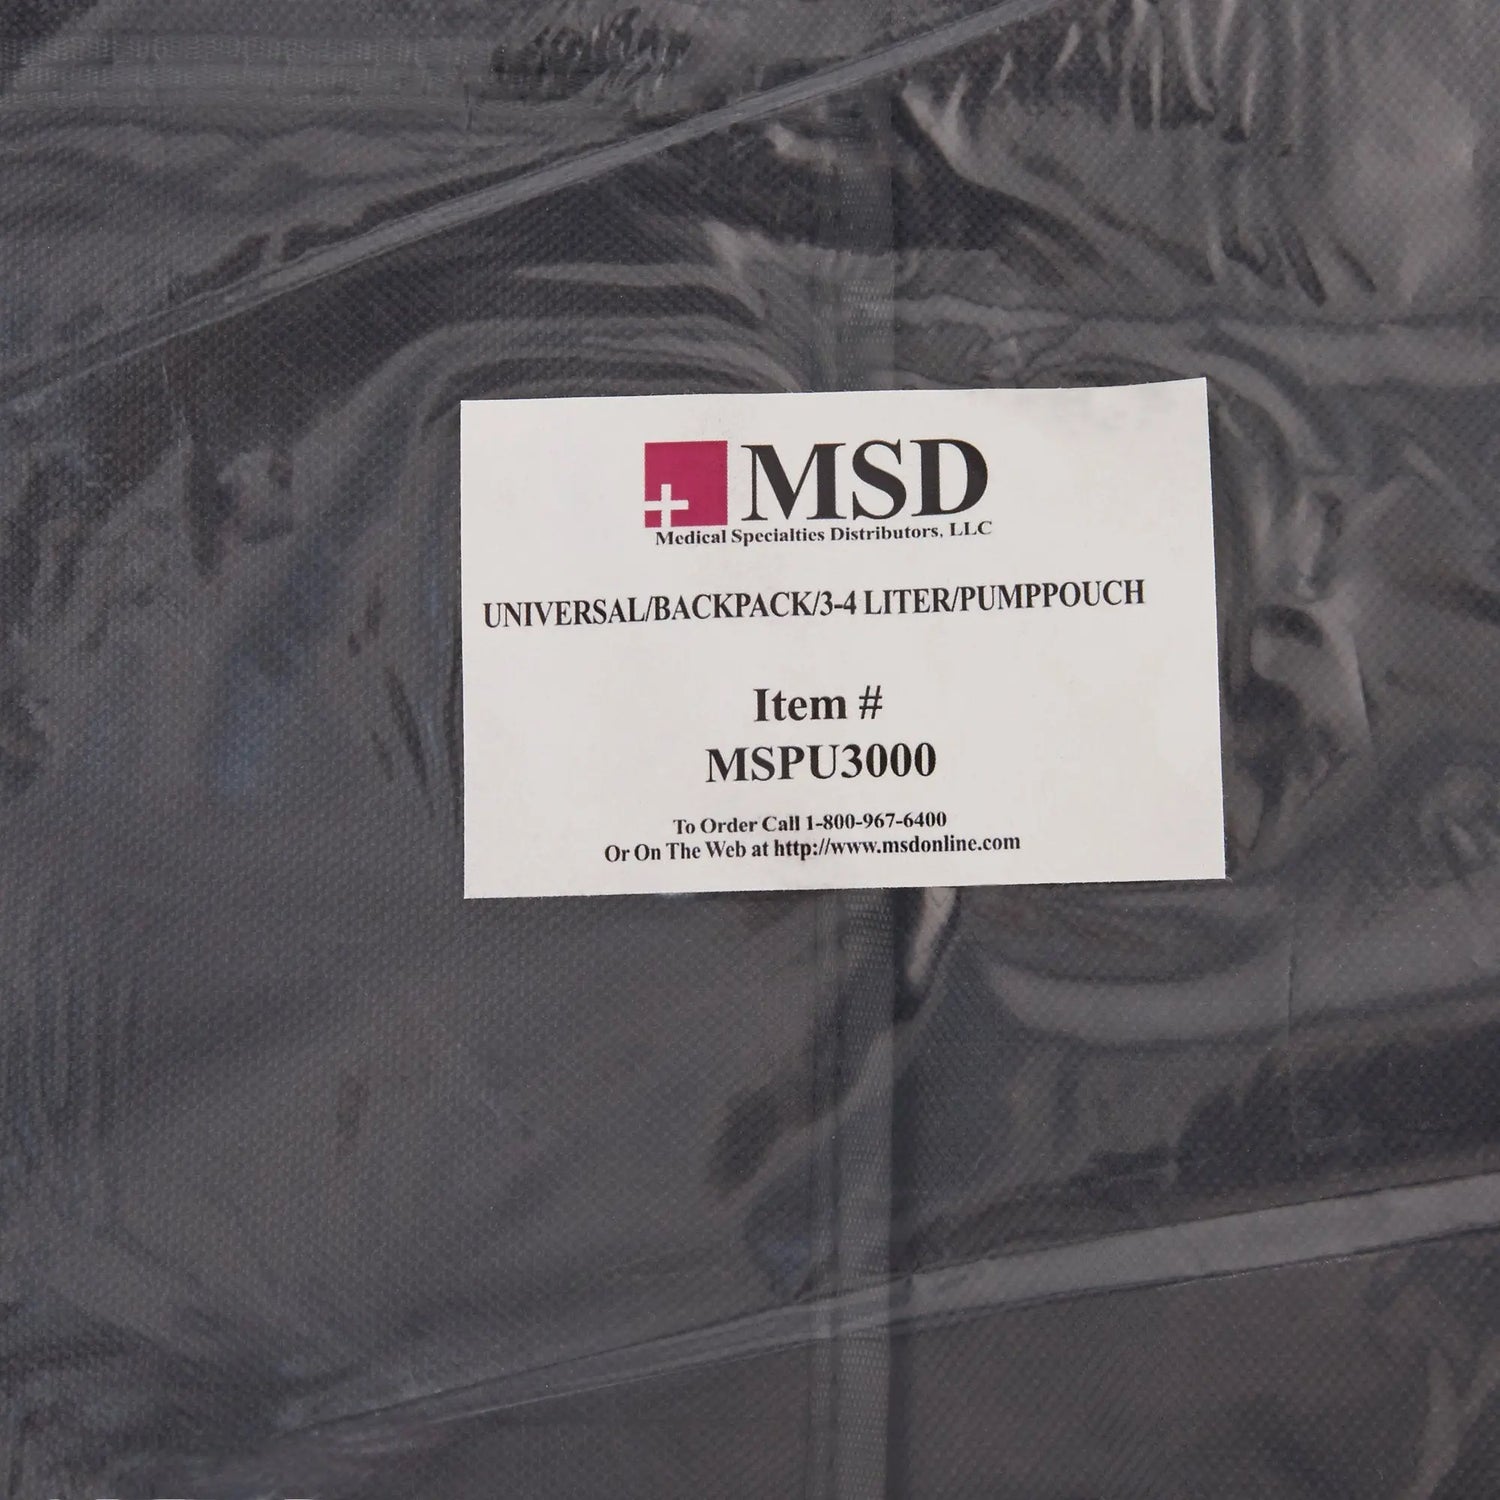 MSD
Medical Specialties Distributors, LLC
UNIVERSAL/BACKPACK/3-4 LITER/PUMPPOUCH
Item #
MSPU3000
To Order Call 1-800-967-6400
Or On The Web at http://www.msdonline.com